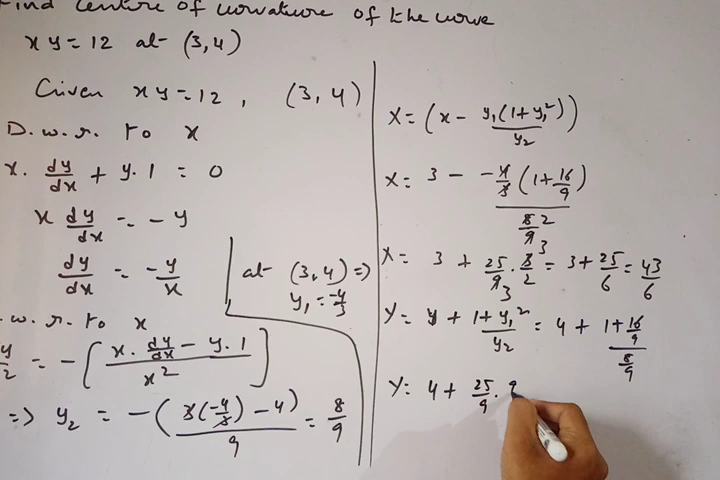 Find centre of curvature of the curve
xy = 12 at (3,4)
Given xy = 12, (3,4)
D.w.r. to x
x. dy/dx + y.1 = 0
x dy/dx = -y
dy/dx = -y/x
at (3,4) =>
y₁ = -4/3
.w.r. to x
y/2 = -[(x. dy/dx - y.1)/x²]
=> y₂ = -(3(-4/3) - 4)/9 = 8/9
X = (x - y₁(1+y₁²)/y₂)
X = 3 - -4/3 (1+16/9)/(8/9) 2
X = 3 + 25/9 3 . 3/2 = 3 + 25/6 = 43/6
Y = y + (1+y₁²)/y₂ = 4 + (1+16/9)/(8/9)
Y = 4 + 25/9 . 9